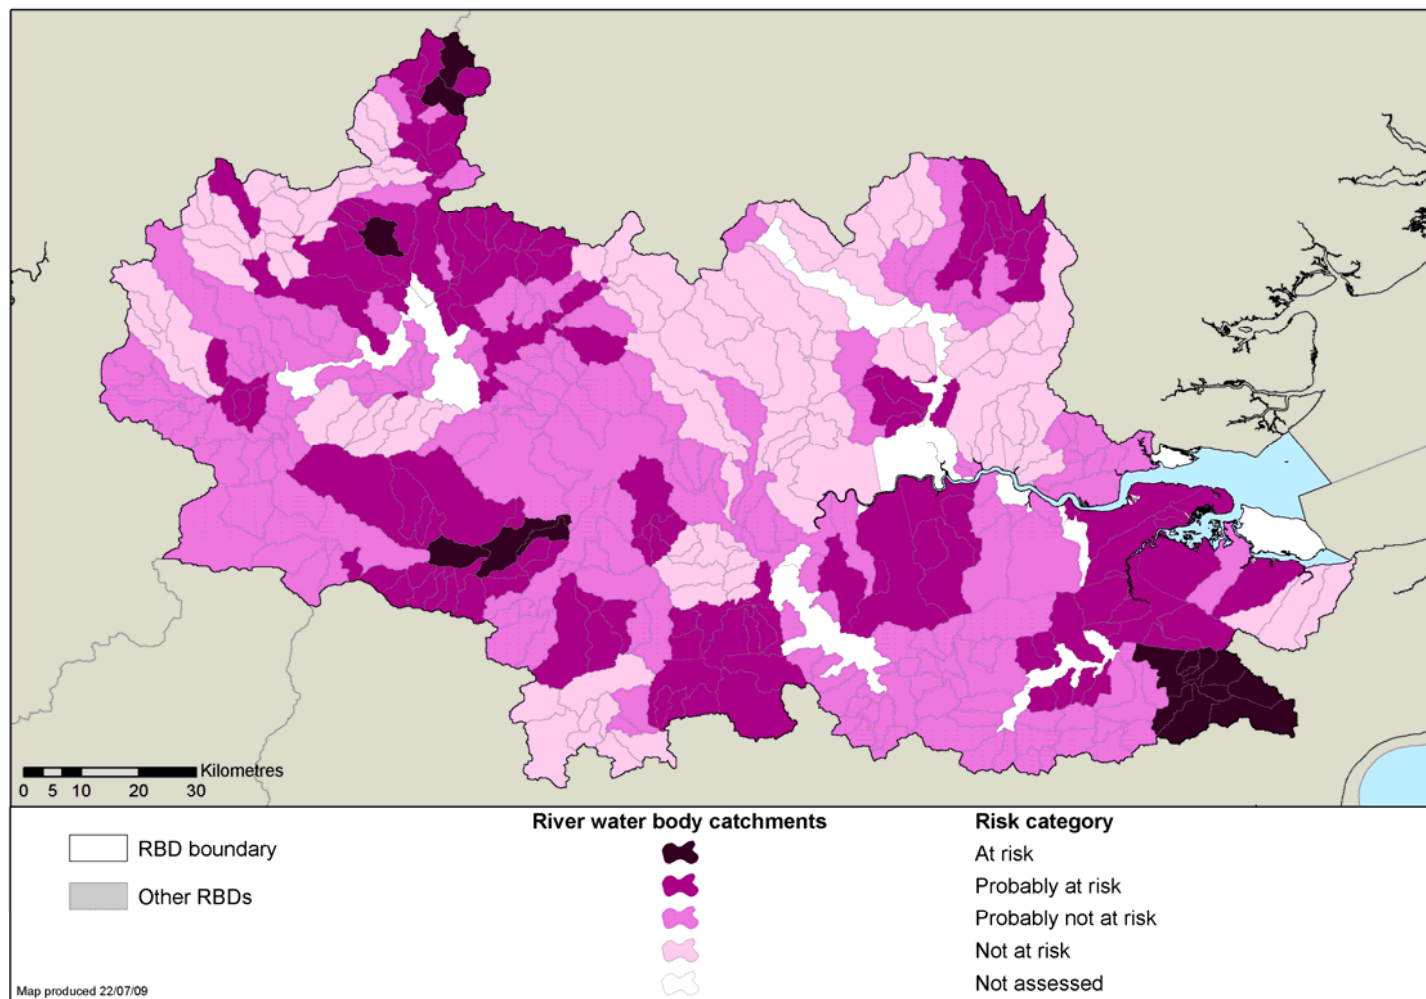 Kilometres
0 5 10 20 30
River water body catchments
Risk category
RBD boundary
Other RBDs
At risk
Probably at risk
Probably not at risk
Not at risk
Not assessed
Map produced 22/07/09